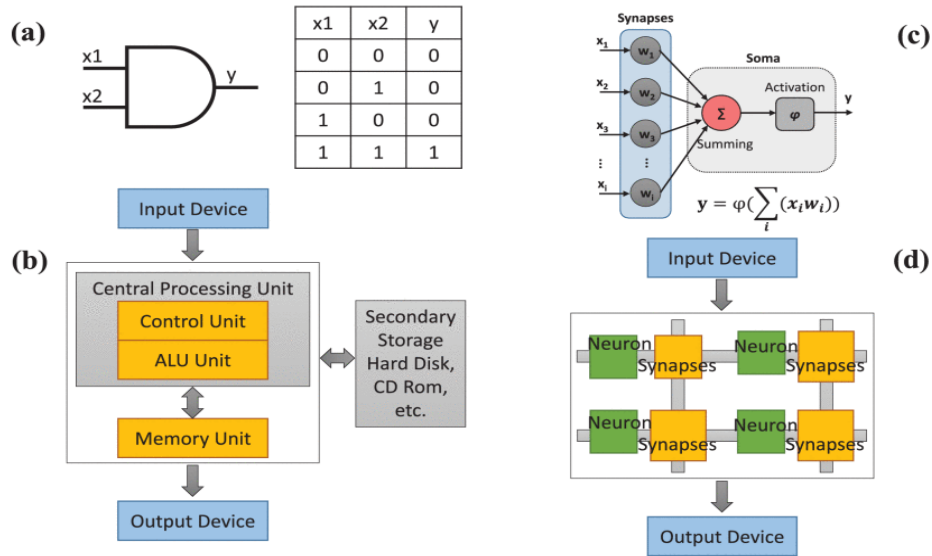 (a)
x1
x2
y
x1 x2 y
0 0 0
0 1 0
1 0 0
1 1 1
Input Device
(b)
Central Processing Unit
Control Unit
ALU Unit
Memory Unit
Secondary
Storage
Hard Disk,
CD Rom,
etc.
Output Device
(c)
Synapses
x₁
w₁
x₂
w₂
x₃
w₃
⋮ ⋮
xᵢ
wᵢ
Soma
Σ
Summing
Activation
φ
y
y = φ(∑ᵢ(xᵢwᵢ))
(d)
Input Device
Neuron
Synapses
Neuron
Synapses
Neuron
Synapses
Neuron
Synapses
Output Device